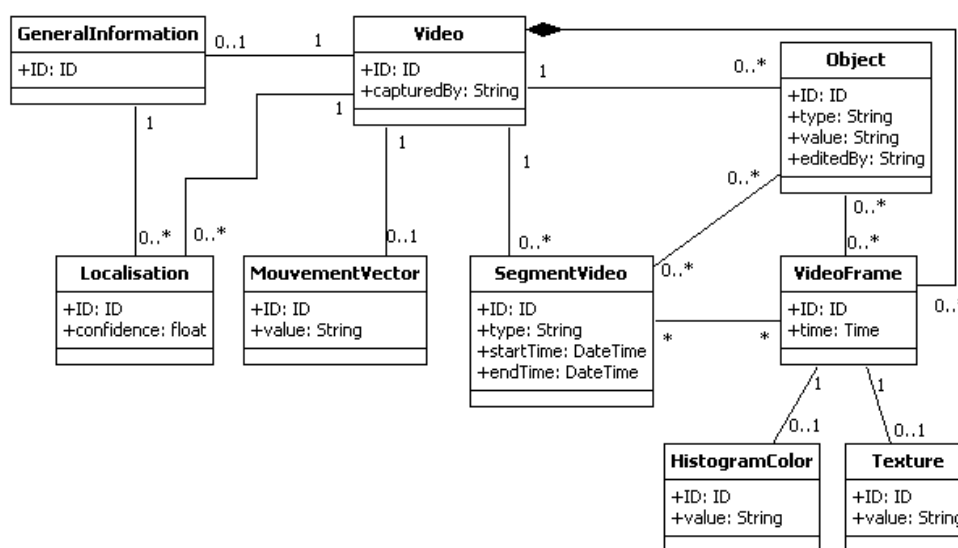 GeneralInformation
+ID: ID
0..1
1
Video
+ID: ID
+capturedBy: String
1
0..*
Object
+ID: ID
+type: String
+value: String
+editedBy: String
1
1
1
1
0..*
0..*
0..*
0..*
0..1
0..*
0..*
0..*
Localisation
+ID: ID
+confidence: float
MouvementVector
+ID: ID
+value: String
SegmentVideo
+ID: ID
+type: String
+startTime: DateTime
+endTime: DateTime
VideoFrame
+ID: ID
+time: Time
0..*
*
*
1
1
0..1
0..1
HistogramColor
+ID: ID
+value: String
Texture
+ID: ID
+value: String